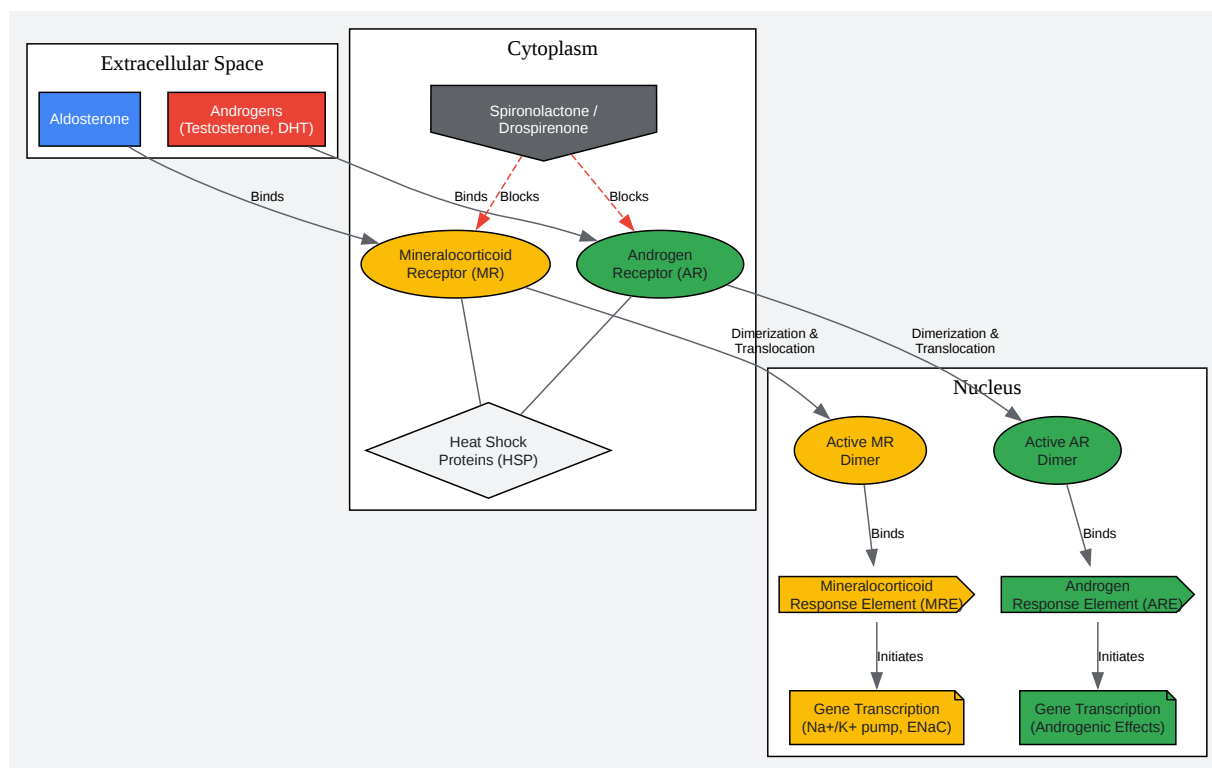 Extracellular Space
Aldosterone
Androgens
(Testosterone, DHT)
Cytoplasm
Spironolactone /
Drospirenone
Binds
Binds
Blocks
Blocks
Mineralocorticoid
Receptor (MR)
Androgen
Receptor (AR)
Dimerization &
Translocation
Dimerization &
Translocation
Heat Shock
Proteins (HSP)
Nucleus
Active MR
Dimer
Active AR
Dimer
Binds
Binds
Mineralocorticoid
Response Element (MRE)
Androgen
Response Element (ARE)
Initiates
Initiates
Gene Transcription
(Na+/K+ pump, ENaC)
Gene Transcription
(Androgenic Effects)